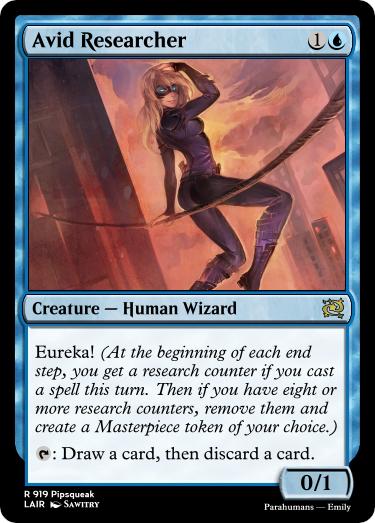 Avid Researcher 1
Creature — Human Wizard
Eureka! (At the beginning of each end
step, you get a research counter if you cast
a spell this turn. Then if you have eight or
more research counters, remove them and
create a Masterpiece token of your choice.)
: Draw a card, then discard a card.
0/1
R 919 Pipsqueak
LAIR Sawitry
Parahumans — Emily